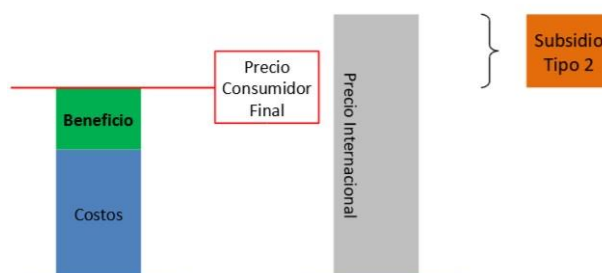 Beneficio
Costos
Precio
Consumidor
Final
Precio Internacional
Subsidio
Tipo 2